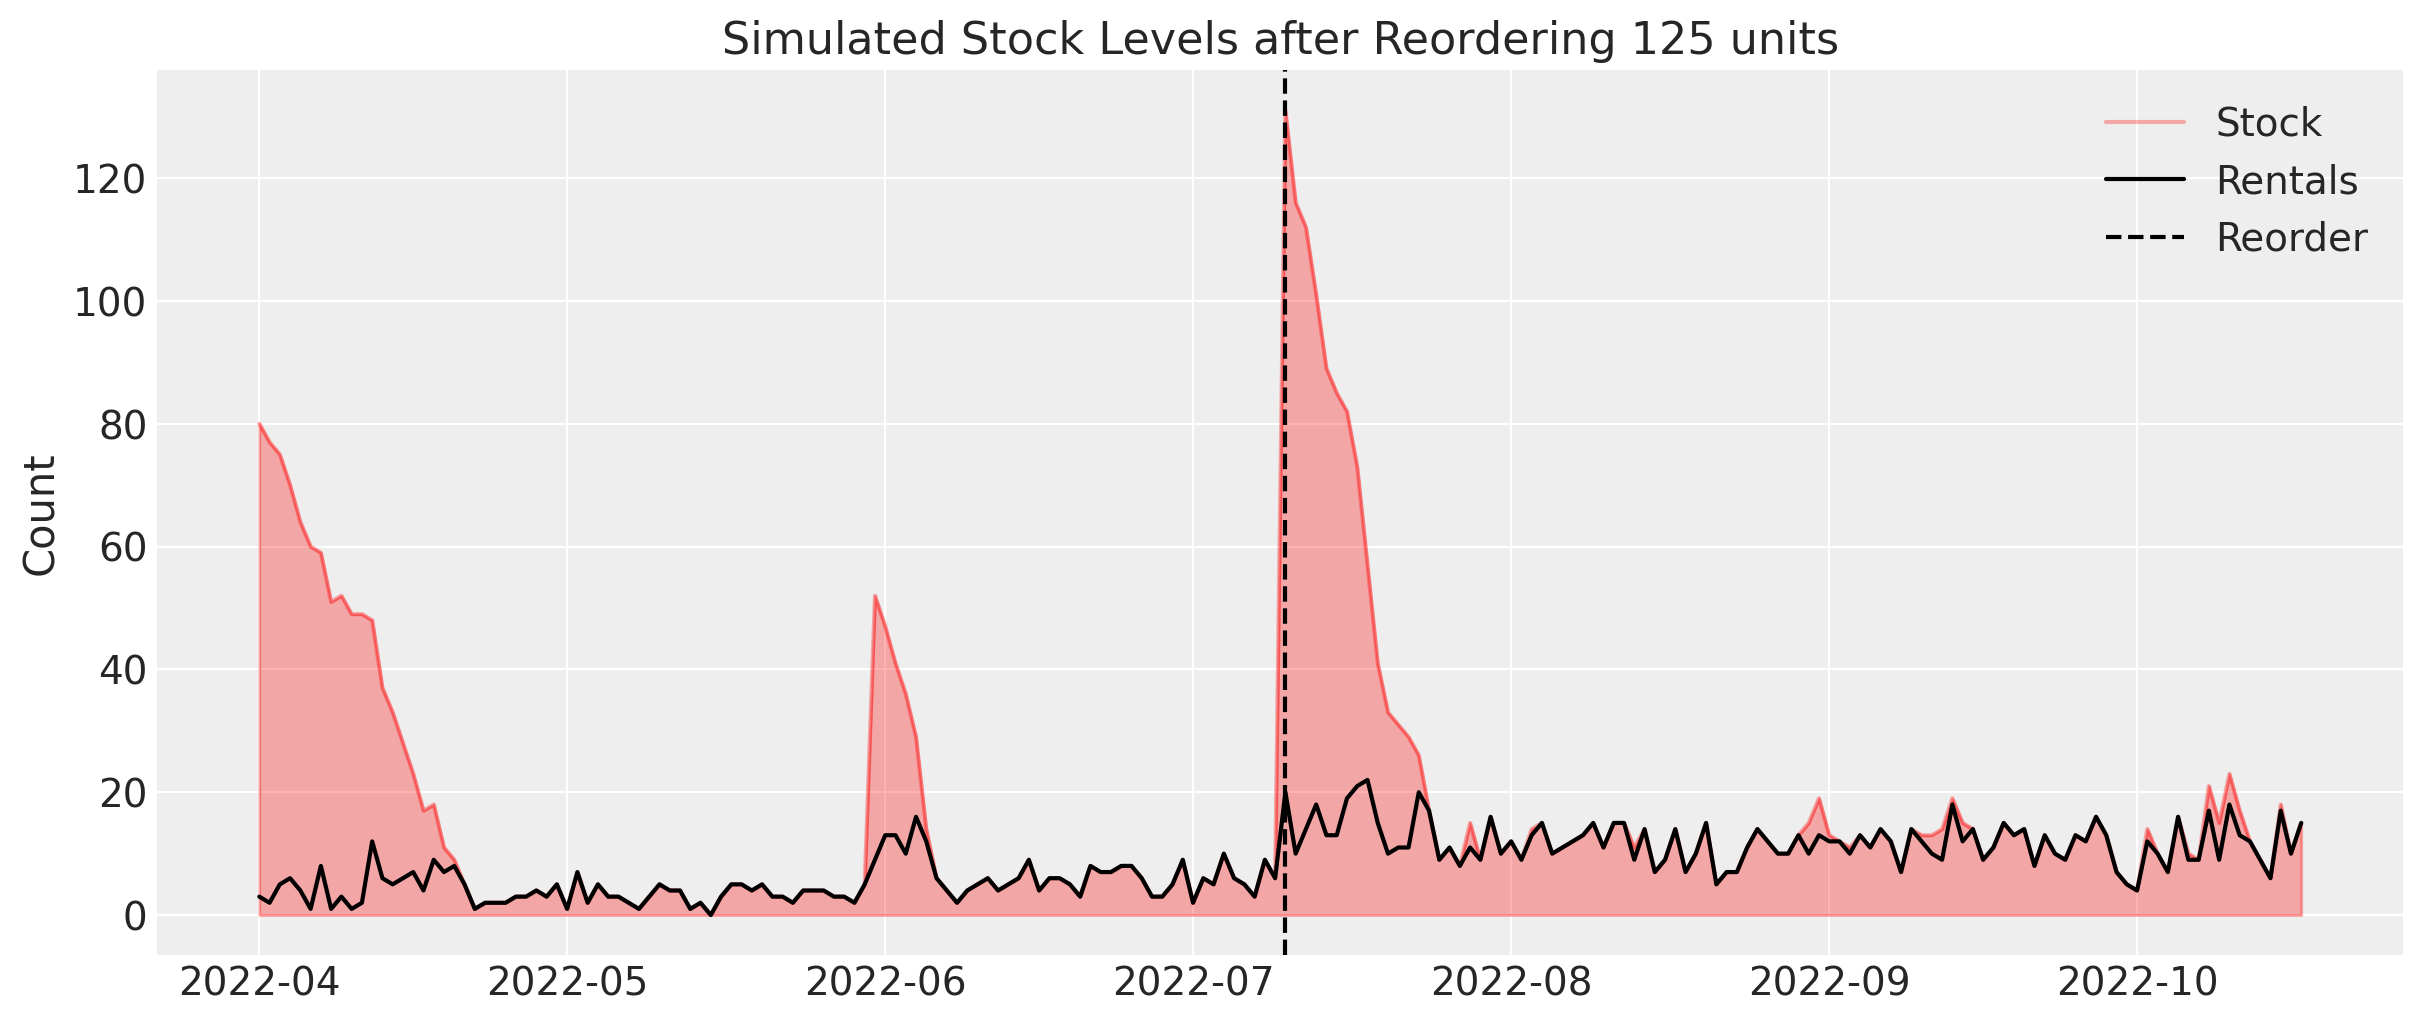 Simulated Stock Levels after Reordering 125 units
Stock
Rentals
Reorder
Count
120
100
80
60
40
20
0
2022-04
2022-05
2022-06
2022-07
2022-08
2022-09
2022-10